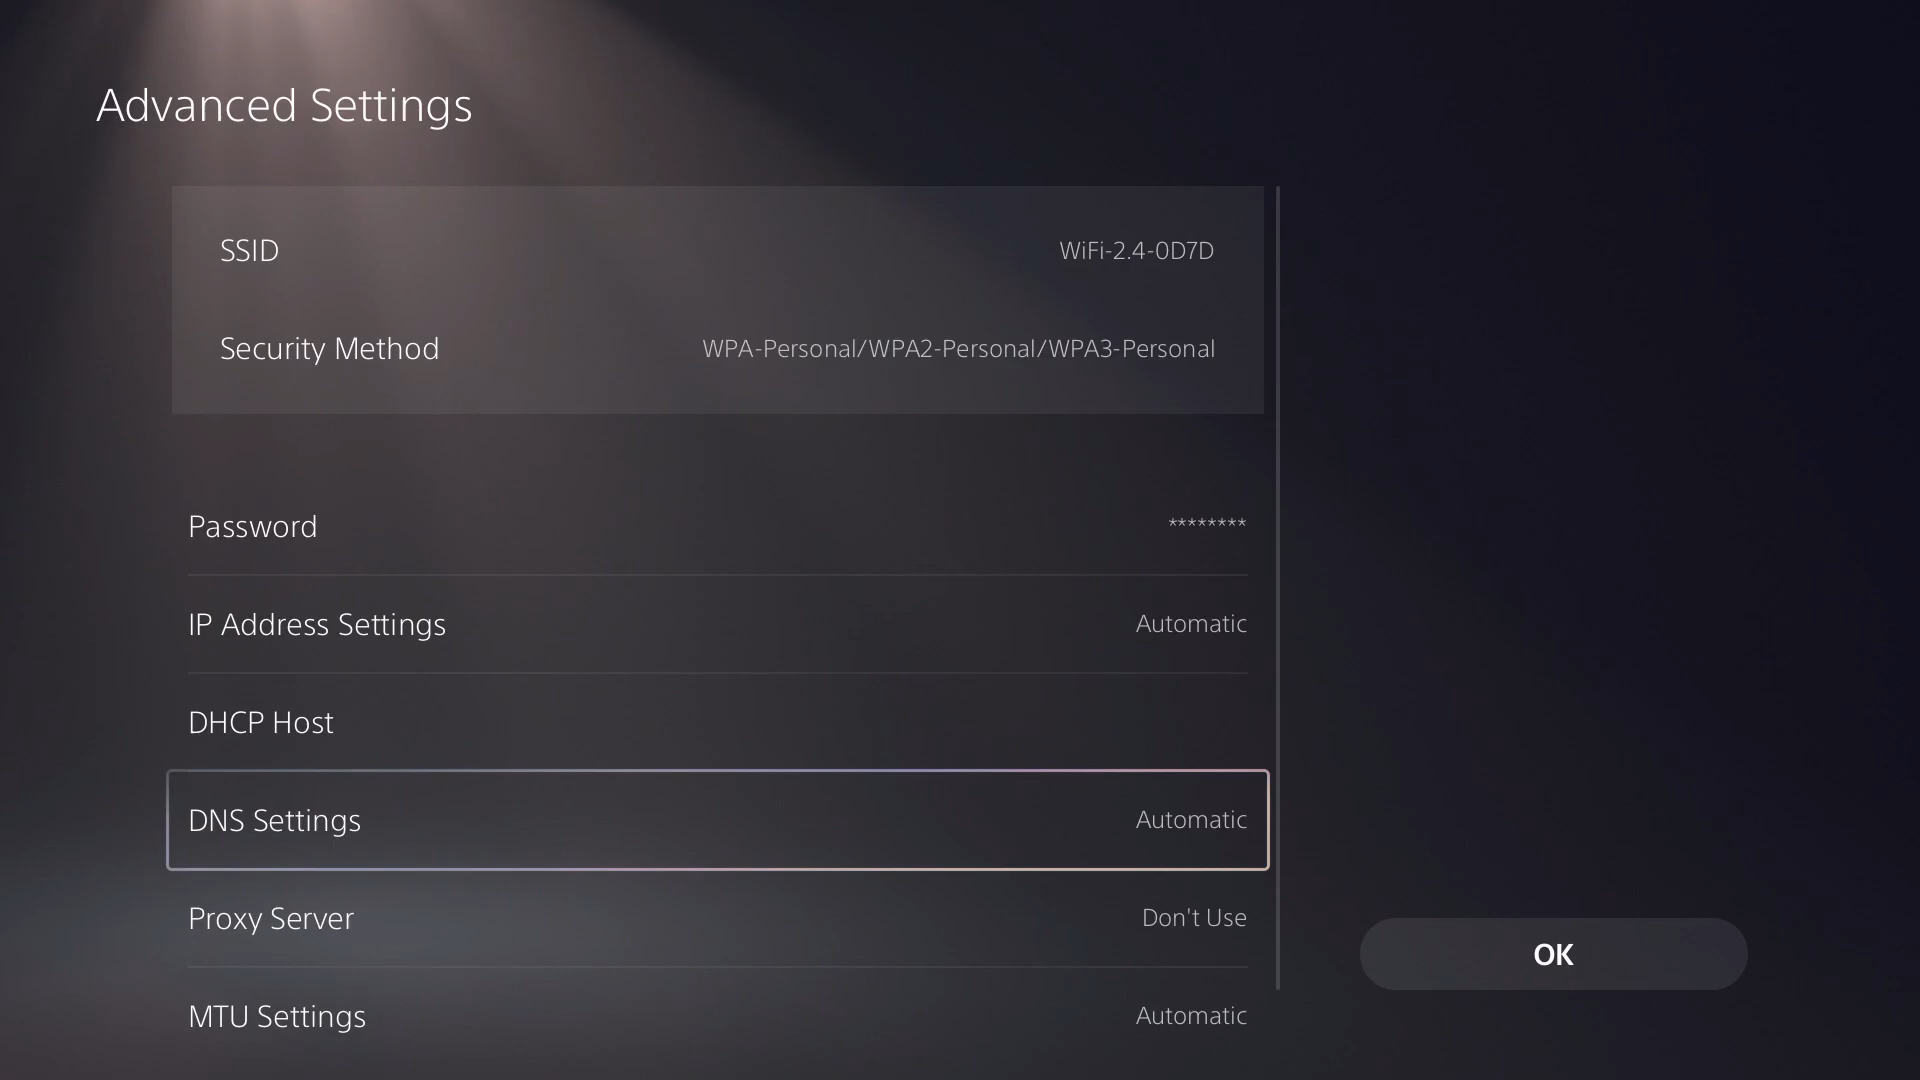 Advanced Settings
SSID WiFi-2.4-0D7D
Security Method WPA-Personal/WPA2-Personal/WPA3-Personal
Password ********
IP Address Settings Automatic
DHCP Host
DNS Settings Automatic
Proxy Server Don't Use
OK
MTU Settings Automatic